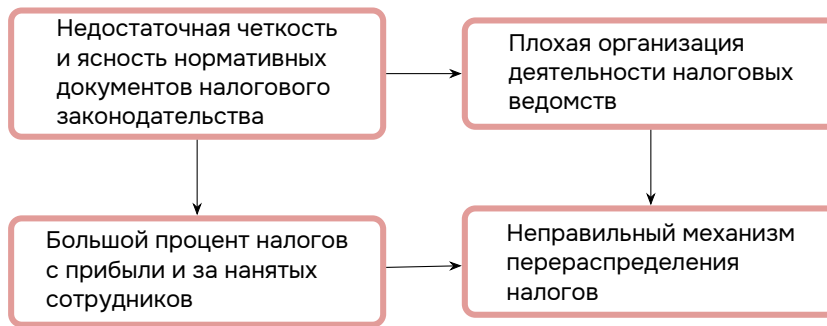 Недостаточная четкость
и ясность нормативных
документов налогового
законодательства
Плохая организация
деятельности налоговых
ведомств
Большой процент налогов
с прибыли и за нанятых
сотрудников
Неправильный механизм
перераспределения
налогов